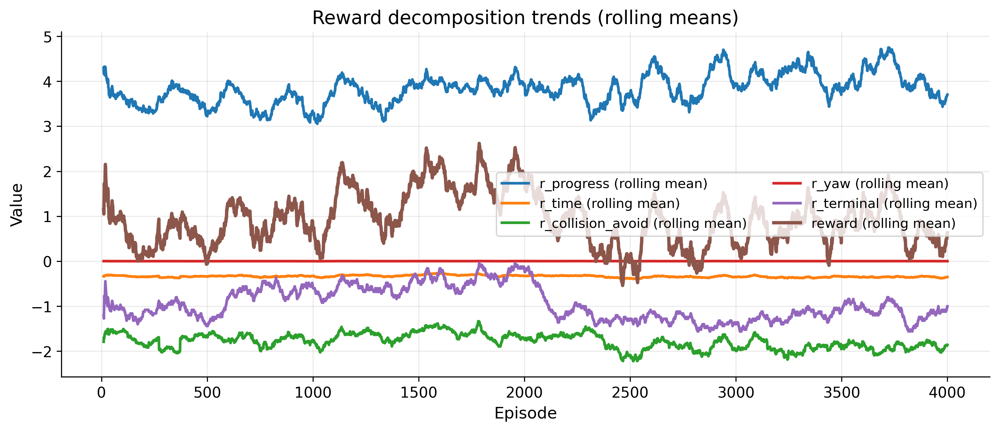 Reward decomposition trends (rolling means)
Value
5
4
3
2
1
0
−1
−2
r_progress (rolling mean)
r_time (rolling mean)
r_collision_avoid (rolling mean)
r_yaw (rolling mean)
r_terminal (rolling mean)
reward (rolling mean)
0 500 1000 1500 2000 2500 3000 3500 4000
Episode